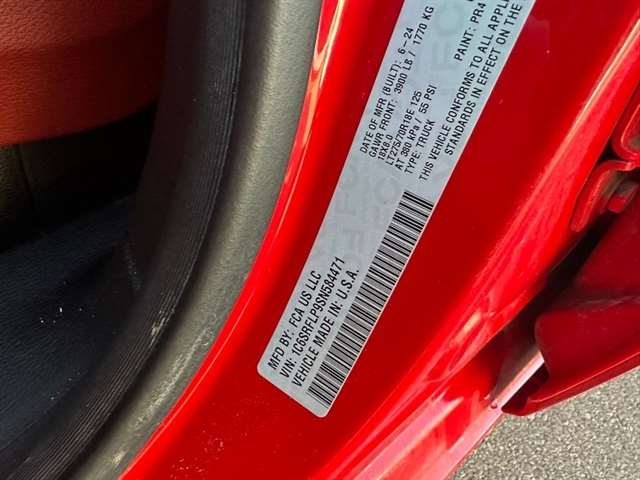 MFD BY: FCA US LLC
VIN: 1C6SRFLP9SN584471
VEHICLE MADE IN: U.S.A.
DATE OF MFR (BUILT): 6-24
GAWR FRONT: 3900 LB / 1770 KG
18X8.0
LT275/70R18E 125
AT 380 kPa / 55 PSI
TYPE: TRUCK
PAINT: PR4
THIS VEHICLE CONFORMS TO ALL APPL
STANDARDS IN EFFECT ON THE